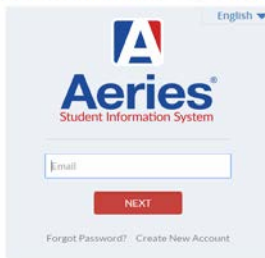 English
A
Aeries®
Student Information System
Email
NEXT
Forgot Password? Create New Account